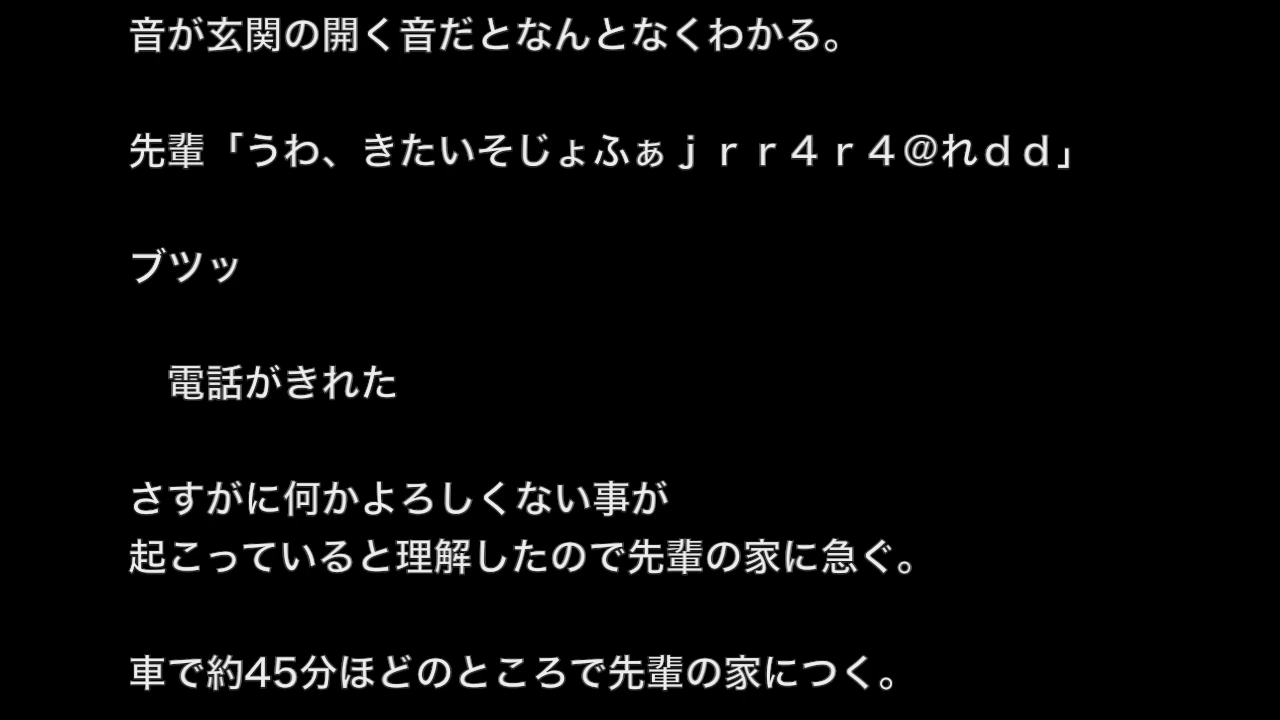 音が玄関の開く音だとなんとなくわかる。
先輩「うわ、きたいそじょふぁｊｒｒ４ｒ４＠れｄｄ」
ブツッ
　電話がきれた
さすがに何かよろしくない事が
起こっていると理解したので先輩の家に急ぐ。
車で約45分ほどのところで先輩の家につく。